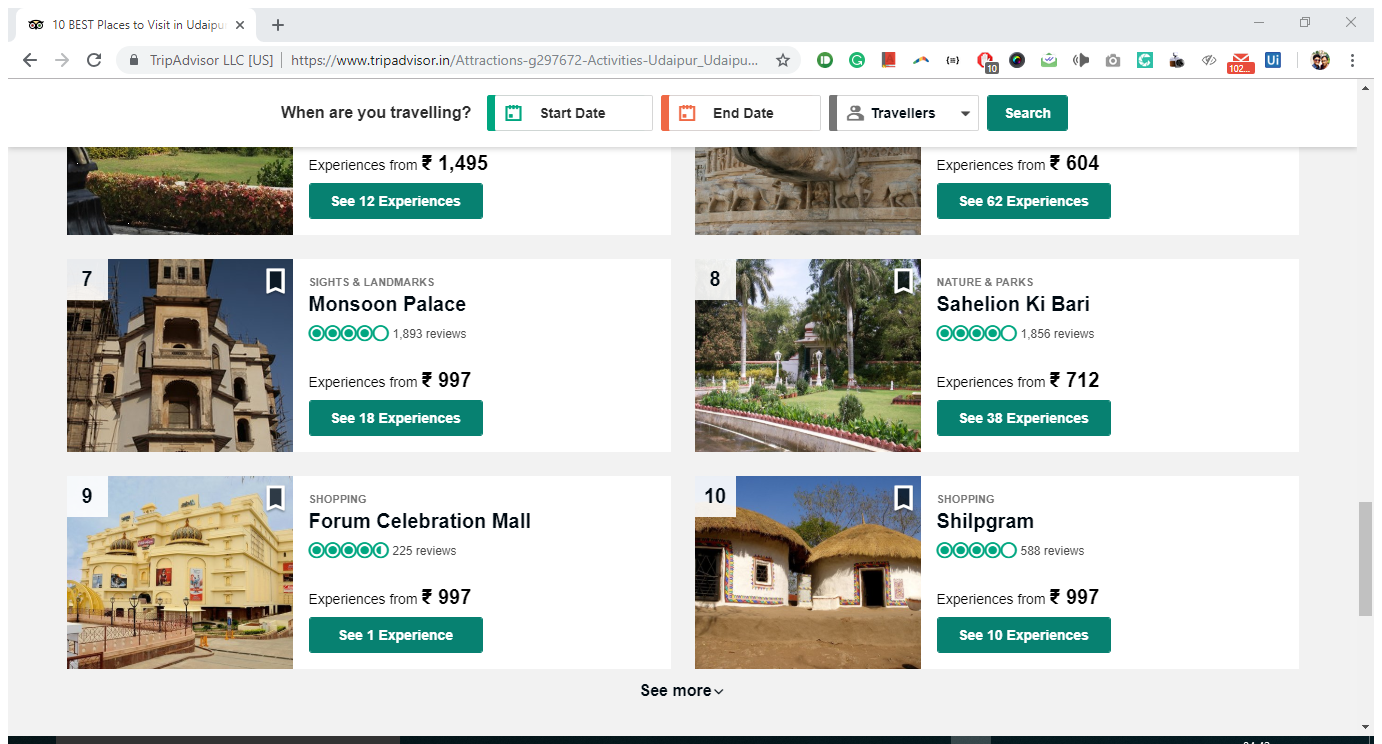 10 BEST Places to Visit in Udaipu
TripAdvisor LLC [US]
https://www.tripadvisor.in/Attractions-g297672-Activities-Udaipur_Udaipu...
{=}
10
102...
Ui
When are you travelling?
Start Date
End Date
Travellers
Search
Experiences from ₹ 1,495
See 12 Experiences
Experiences from ₹ 604
See 62 Experiences
7
SIGHTS & LANDMARKS
Monsoon Palace
1,893 reviews
Experiences from ₹ 997
See 18 Experiences
8
NATURE & PARKS
Sahelion Ki Bari
1,856 reviews
Experiences from ₹ 712
See 38 Experiences
9
SHOPPING
Forum Celebration Mall
225 reviews
Experiences from ₹ 997
See 1 Experience
10
SHOPPING
Shilpgram
588 reviews
Experiences from ₹ 997
See 10 Experiences
See more